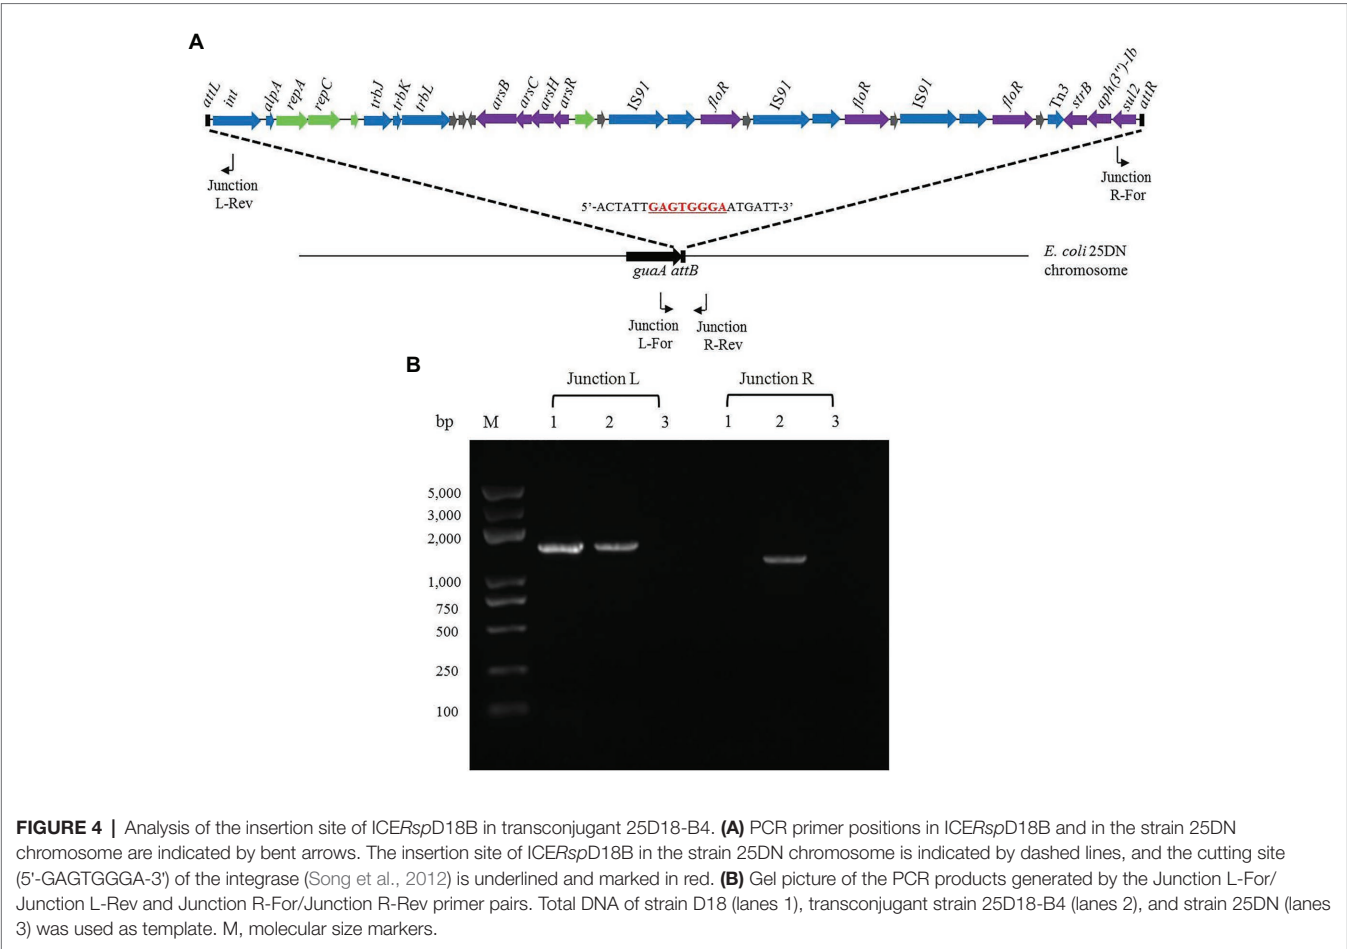 A
attL int alpA repA repC trbJ trbK trbL arsB arsC arsH arsR IS91 floR IS91 floR IS91 floR Tn3 strB aph(3'')-Ib sul2 attR
Junction
L-Rev
Junction
R-For
5'-ACTATTGAGTGGGAATGATT-3'
guaA attB
E. coli 25DN
chromosome
Junction
L-For
Junction
R-Rev
B
Junction L Junction R
bp M 1 2 3 1 2 3
5,000
3,000
2,000
1,000
750
500
250
100
FIGURE 4 | Analysis of the insertion site of ICERspD18B in transconjugant 25D18-B4. (A) PCR primer positions in ICERspD18B and in the strain 25DN
chromosome are indicated by bent arrows. The insertion site of ICERspD18B in the strain 25DN chromosome is indicated by dashed lines, and the cutting site
(5'-GAGTGGGA-3') of the integrase (Song et al., 2012) is underlined and marked in red. (B) Gel picture of the PCR products generated by the Junction L-For/
Junction L-Rev and Junction R-For/Junction R-Rev primer pairs. Total DNA of strain D18 (lanes 1), transconjugant strain 25D18-B4 (lanes 2), and strain 25DN (lanes
3) was used as template. M, molecular size markers.